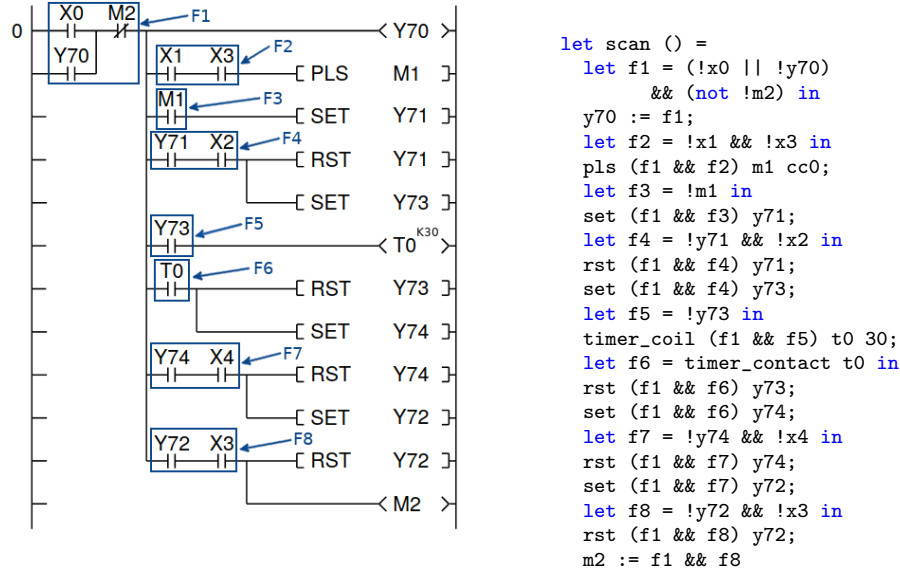 X0 M2 F1
0 Y70
Y70
X1 X3 F2
PLS M1
M1 F3
SET Y71
Y71 X2 F4
RST Y71
SET Y73
Y73 F5
T0 K30
T0 F6
RST Y73
SET Y74
Y74 X4 F7
RST Y74
SET Y72
Y72 X3 F8
RST Y72
M2
let scan () =
let f1 = (!x0 || !y70)
&& (not !m2) in
y70 := f1;
let f2 = !x1 && !x3 in
pls (f1 && f2) m1 cc0;
let f3 = !m1 in
set (f1 && f3) y71;
let f4 = !y71 && !x2 in
rst (f1 && f4) y71;
set (f1 && f4) y73;
let f5 = !y73 in
timer_coil (f1 && f5) t0 30;
let f6 = timer_contact t0 in
rst (f1 && f6) y73;
set (f1 && f6) y74;
let f7 = !y74 && !x4 in
rst (f1 && f7) y74;
set (f1 && f7) y72;
let f8 = !y72 && !x3 in
rst (f1 && f8) y72;
m2 := f1 && f8